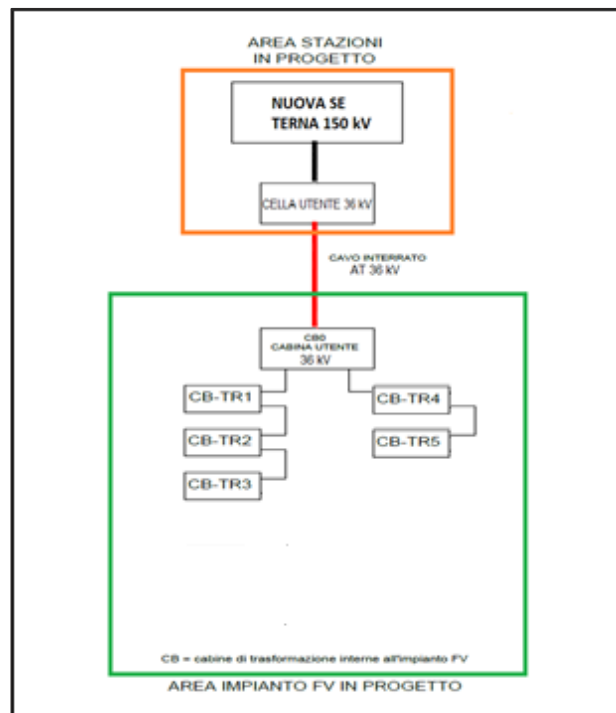 AREA STAZIONI
IN PROGETTO
NUOVA SE
TERNA 150 kV
CELLA UTENTE 36 kV
CAVO INTERRATO
AT 36 kV
CB0
CABINA UTENTE
36 kV
CB-TR1
CB-TR4
CB-TR2
CB-TR5
CB-TR3
CB = cabine di trasformazione interne all'impianto FV
AREA IMPIANTO FV IN PROGETTO